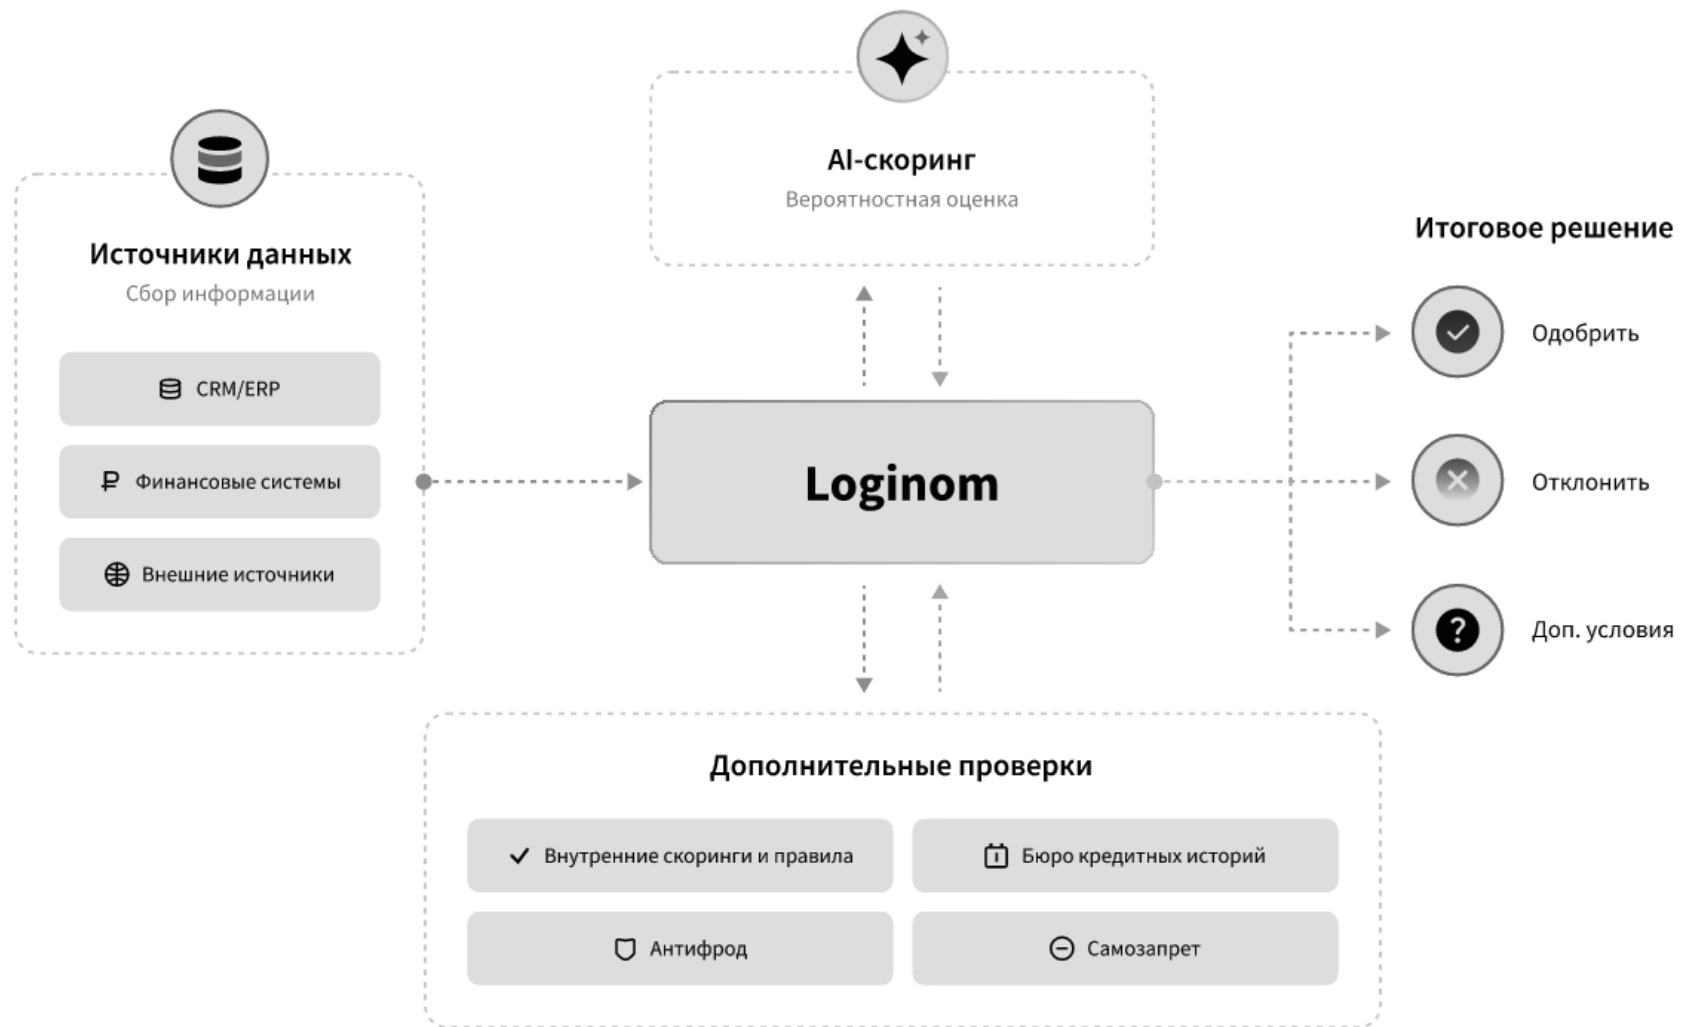 AI-скоринг
Вероятностная оценка
Источники данных
Сбор информации
CRM/ERP
Финансовые системы
Внешние источники
Loginom
Итоговое решение
Одобрить
Отклонить
Доп. условия
Дополнительные проверки
Внутренние скоринги и правила
Бюро кредитных историй
Антифрод
Самозапрет